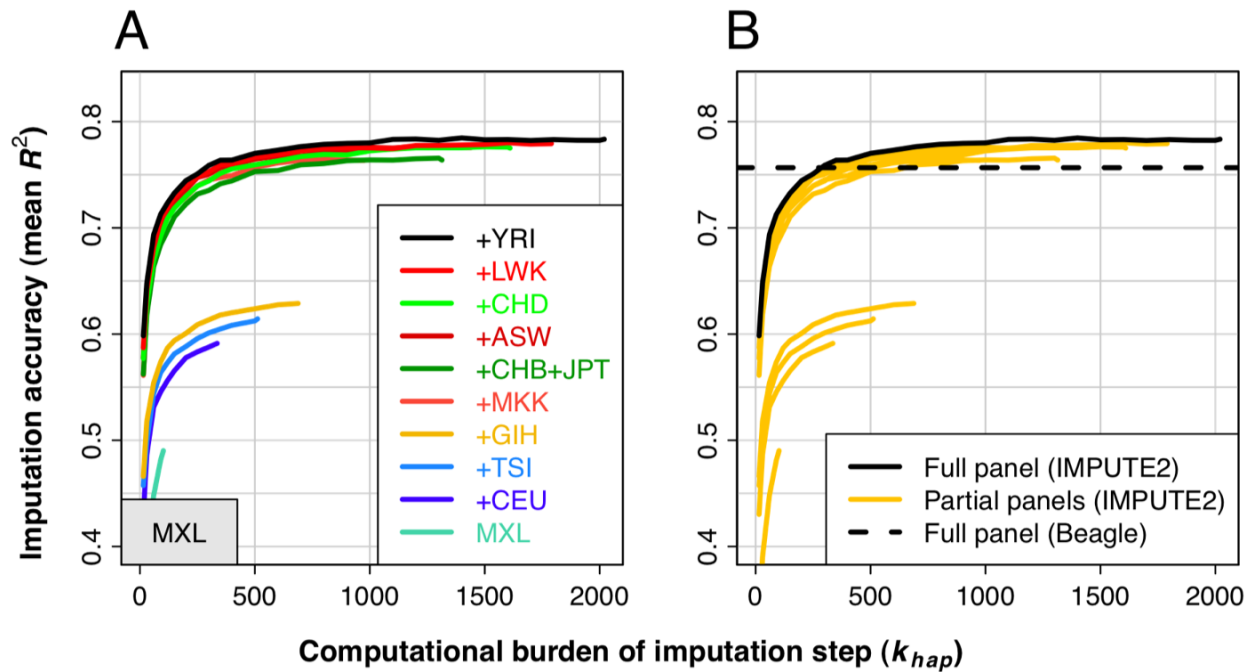 A
B
Imputation accuracy (mean R²)
0.8
0.7
0.6
0.5
0.4
+YRI
+LWK
+CHD
+ASW
+CHB+JPT
+MKK
+GIH
+TSI
+CEU
MXL
MXL
0 500 1000 1500 2000
0.8
0.7
0.6
0.5
0.4
Full panel (IMPUTE2)
Partial panels (IMPUTE2)
Full panel (Beagle)
0 500 1000 1500 2000
Computational burden of imputation step (k_hap)